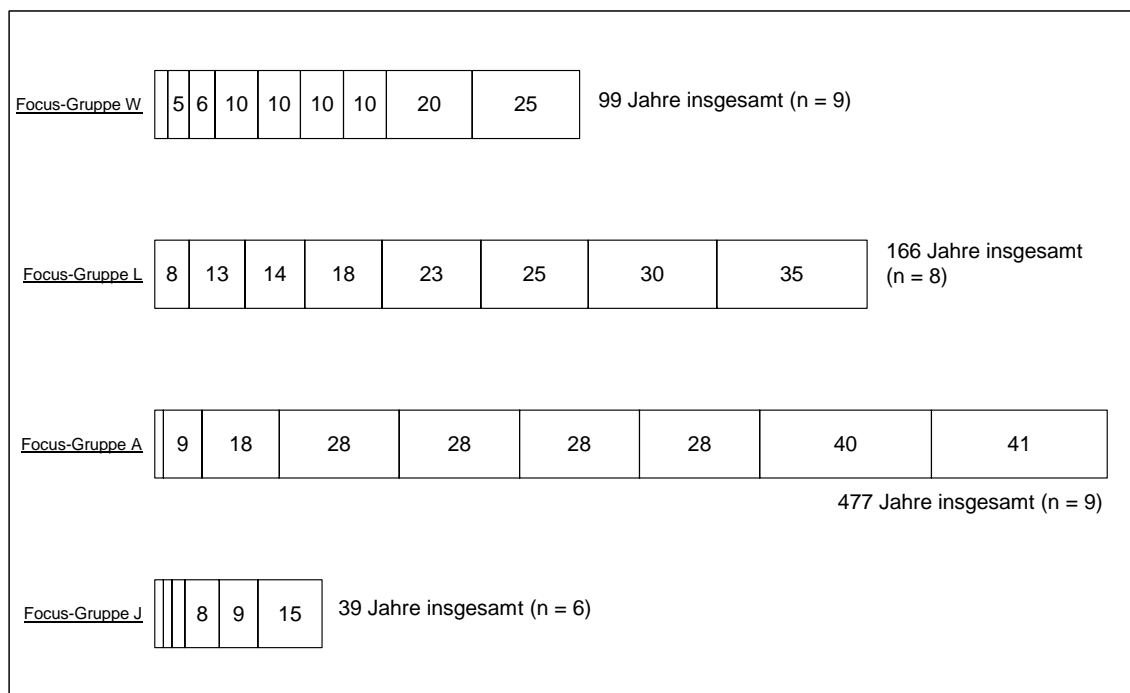 Focus-Gruppe W 5 6 10 10 10 10 20 25 99 Jahre insgesamt (n = 9)
Focus-Gruppe L 8 13 14 18 23 25 30 35 166 Jahre insgesamt
(n = 8)
Focus-Gruppe A 9 18 28 28 28 28 40 41
477 Jahre insgesamt (n = 9)
Focus-Gruppe J 8 9 15 39 Jahre insgesamt (n = 6)